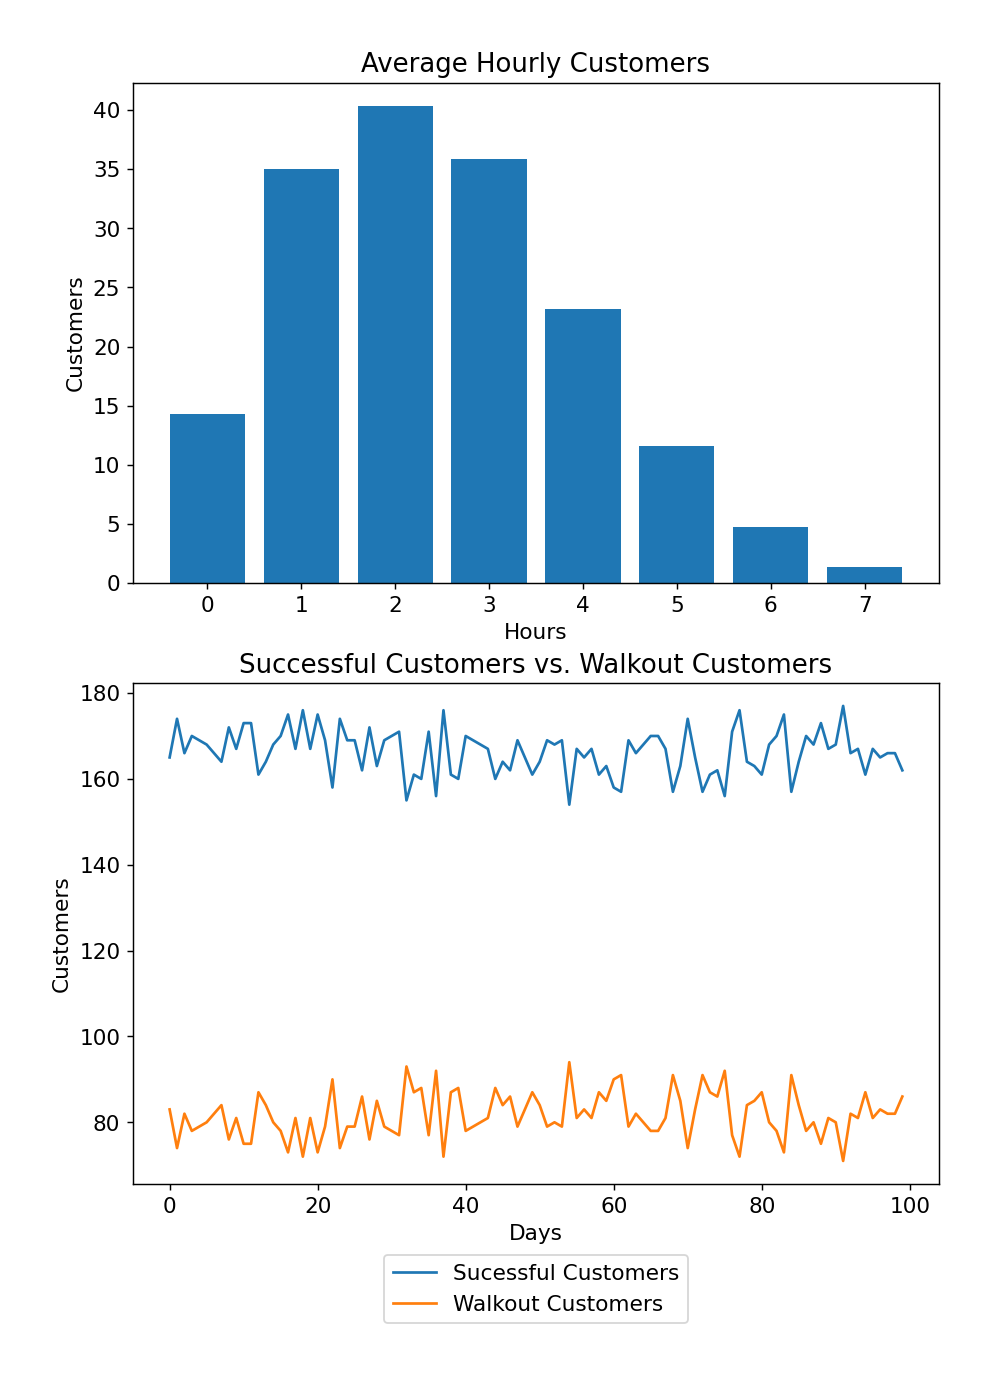 Average Hourly Customers
40
35
30
25
20
15
10
5
0
Customers
0 1 2 3 4 5 6 7
Hours
Successful Customers vs. Walkout Customers
180
160
140
120
100
80
Customers
0 20 40 60 80 100
Days
Sucessful Customers
Walkout Customers